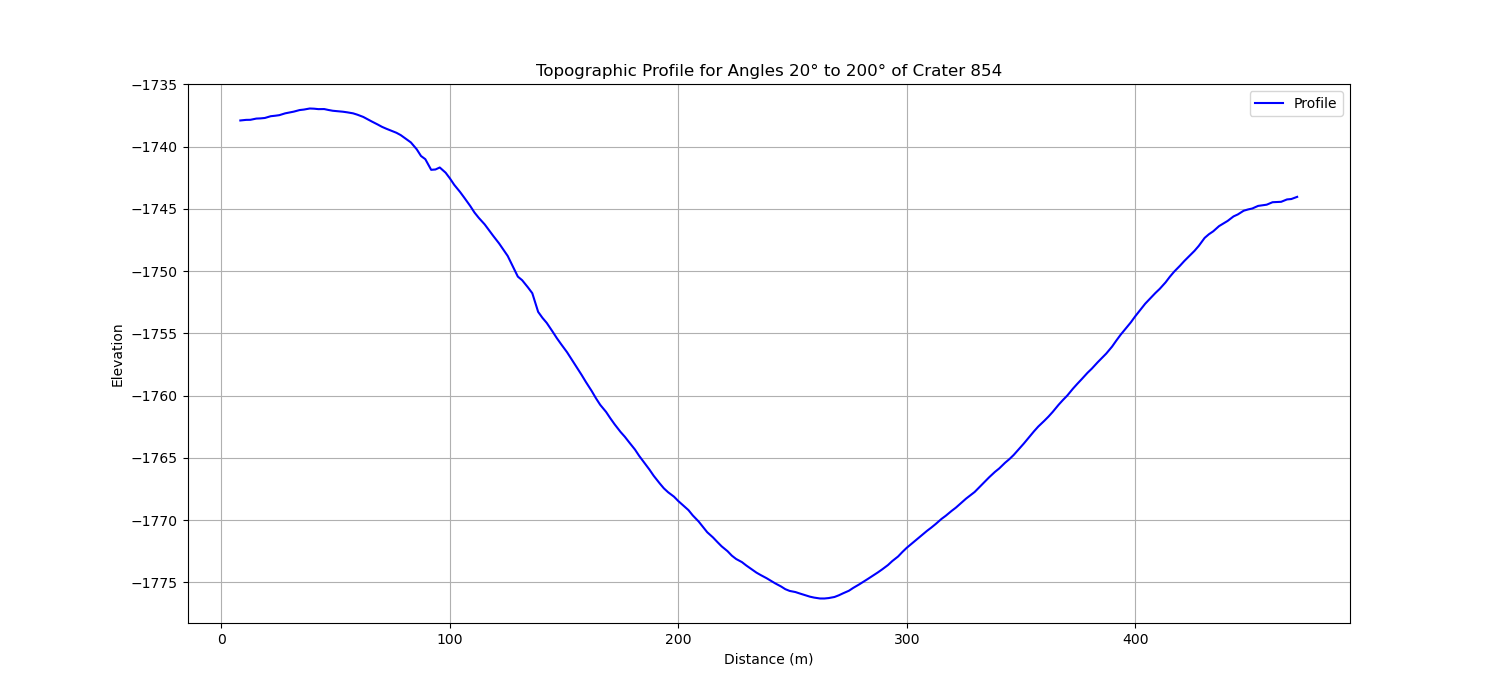 Topographic Profile for Angles 20° to 200° of Crater 854
Profile
−1735
−1740
−1745
−1750
−1755
−1760
−1765
−1770
−1775
Elevation
0 100 200 300 400
Distance (m)